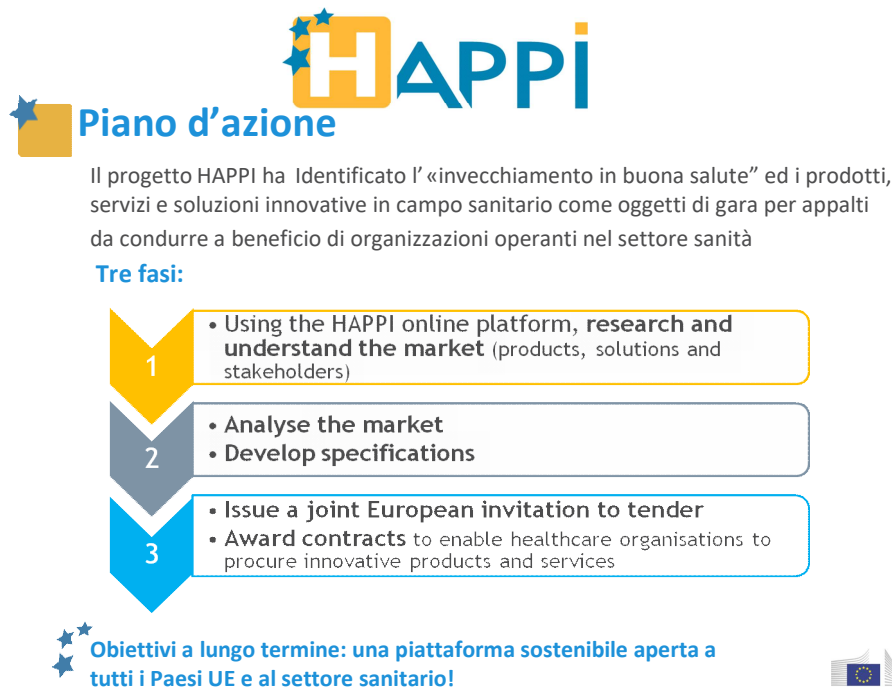 HAPPI
Piano d’azione
Il progetto HAPPI ha Identificato l’ «invecchiamento in buona salute” ed i prodotti,
servizi e soluzioni innovative in campo sanitario come oggetti di gara per appalti
da condurre a beneficio di organizzazioni operanti nel settore sanità
Tre fasi:
1
• Using the HAPPI online platform, research and
understand the market (products, solutions and
stakeholders)
2
• Analyse the market
• Develop specifications
3
• Issue a joint European invitation to tender
• Award contracts to enable healthcare organisations to
procure innovative products and services
Obiettivi a lungo termine: una piattaforma sostenibile aperta a
tutti i Paesi UE e al settore sanitario!